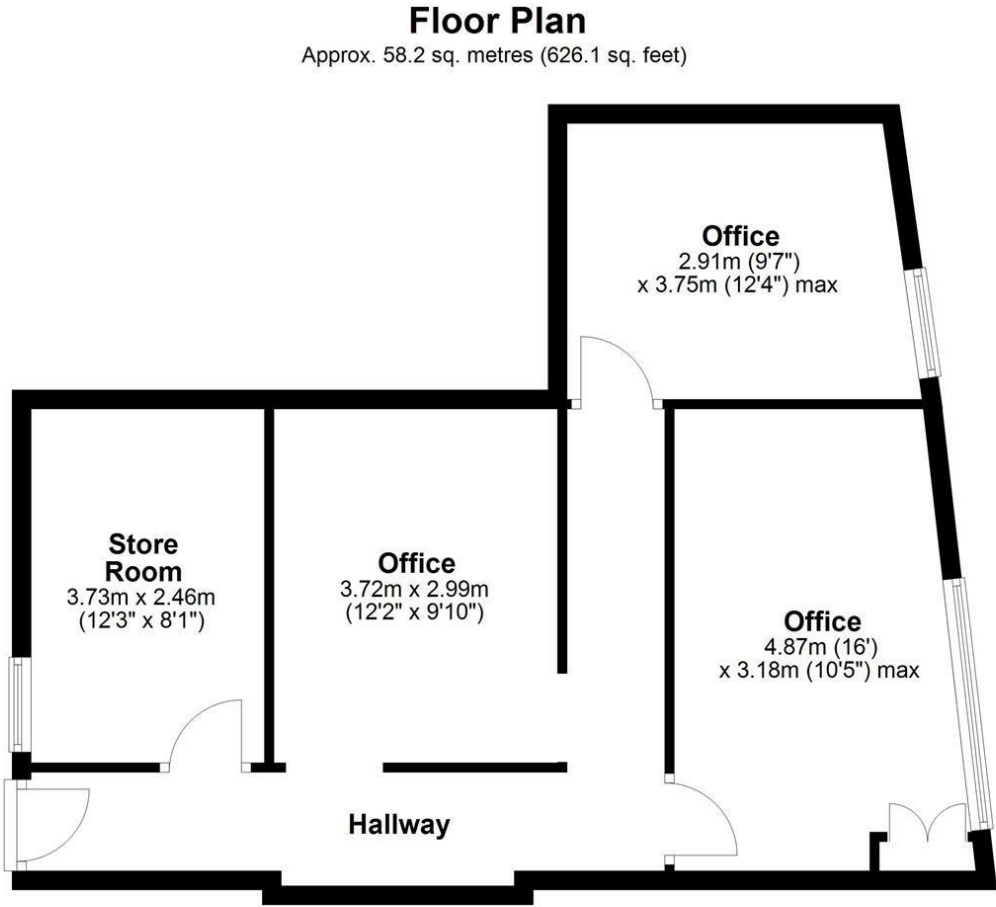 Floor Plan
Approx. 58.2 sq. metres (626.1 sq. feet)
Office
2.91m (9'7")
x 3.75m (12'4") max
Store
Room
3.73m x 2.46m
(12'3" x 8'1")
Office
3.72m x 2.99m
(12'2" x 9'10")
Office
4.87m (16')
x 3.18m (10'5") max
Hallway